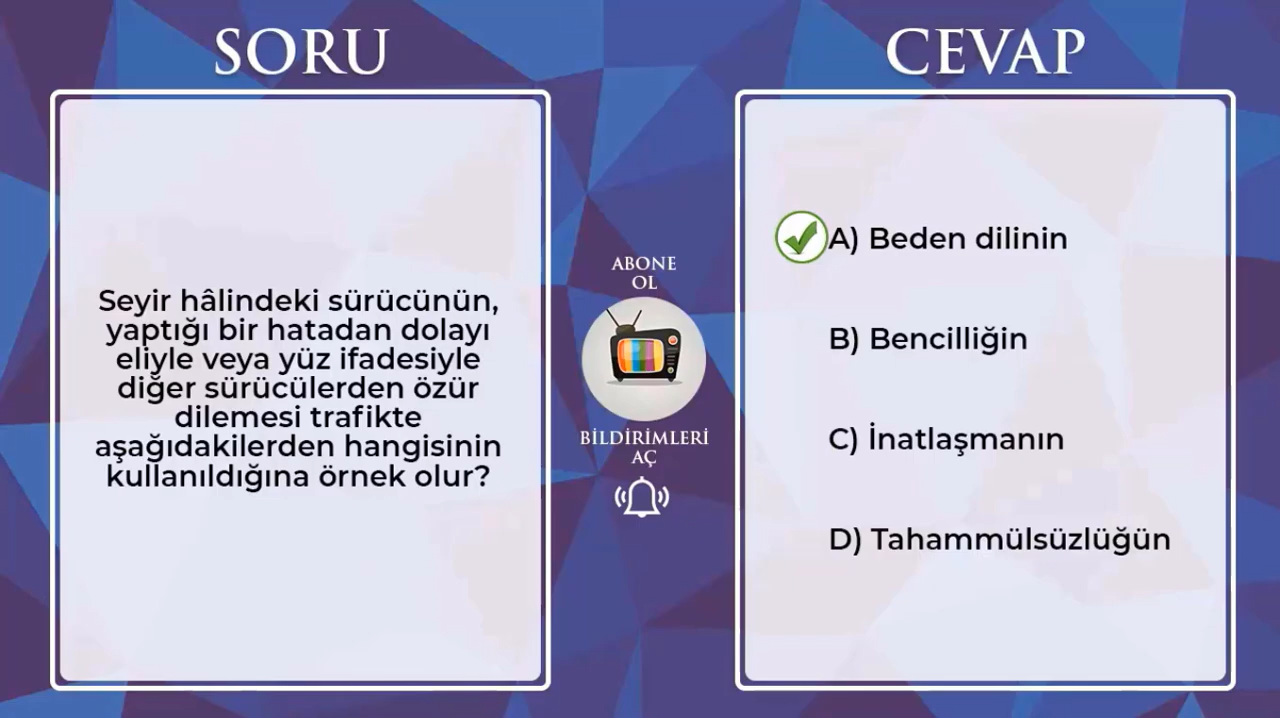 SORU
Seyir hâlindeki sürücünün,
yaptığı bir hatadan dolayı
eliyle veya yüz ifadesiyle
diğer sürücülerden özür
dilemesi trafikte
aşağıdakilerden hangisinin
kullanıldığına örnek olur?
ABONE
OL
BİLDİRİMLERİ
AÇ
CEVAP
A) Beden dilinin
B) Bencilliğin
C) İnatlaşmanın
D) Tahammülsüzlüğün